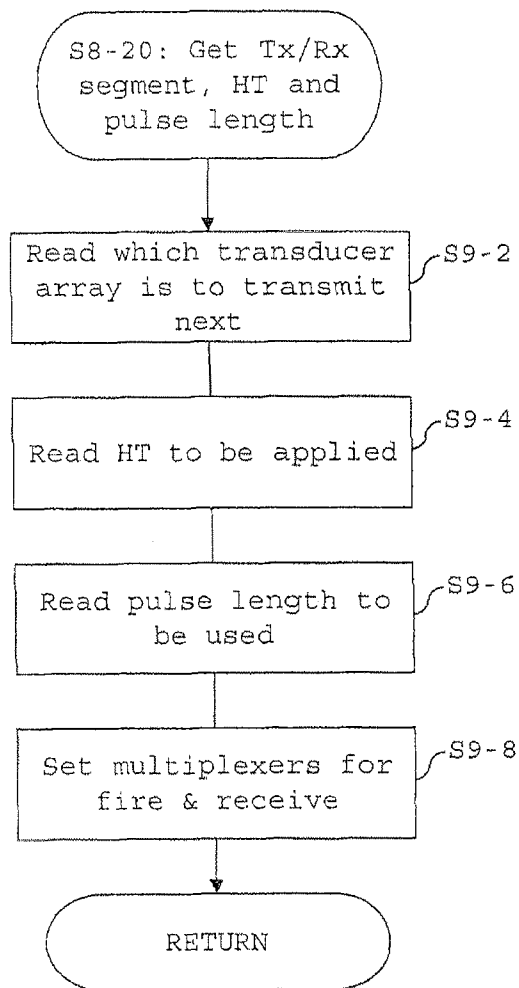 S8-20: Get Tx/Rx
segment, HT and
pulse length
Read which transducer
array is to transmit
next
S9-2
Read HT to be applied
S9-4
Read pulse length to
be used
S9-6
Set multiplexers for
fire & receive
S9-8
RETURN